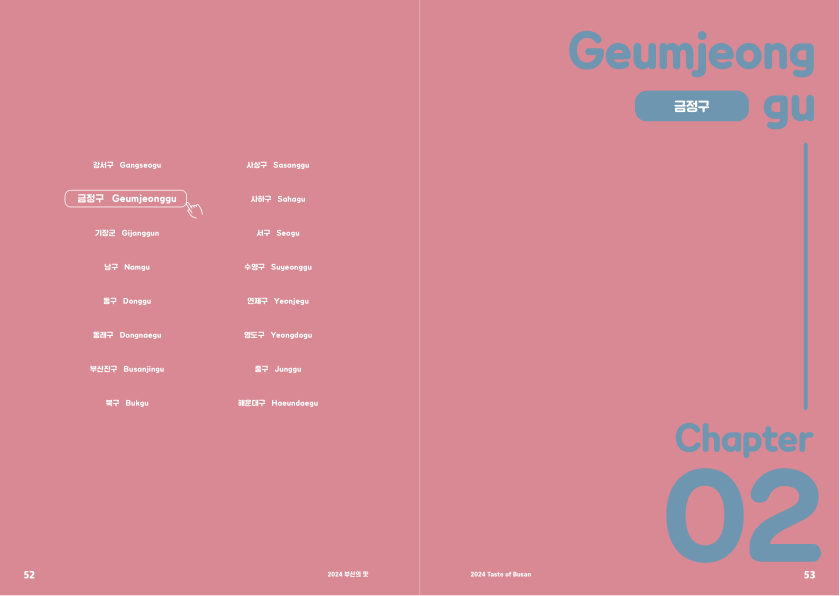 강서구 Gangseogu
금정구 Geumjeonggu
기장군 Gijanggun
남구 Namgu
동구 Donggu
동래구 Dongnaegu
부산진구 Busanjingu
북구 Bukgu
사상구 Sasanggu
사하구 Sahagu
서구 Seogu
수영구 Suyeonggu
연제구 Yeonjegu
영도구 Yeongdogu
중구 Junggu
해운대구 Haeundaegu
52
2024 부산의 맛
Geumjeong
금정구 gu
Chapter
02
2024 Taste of Busan
53